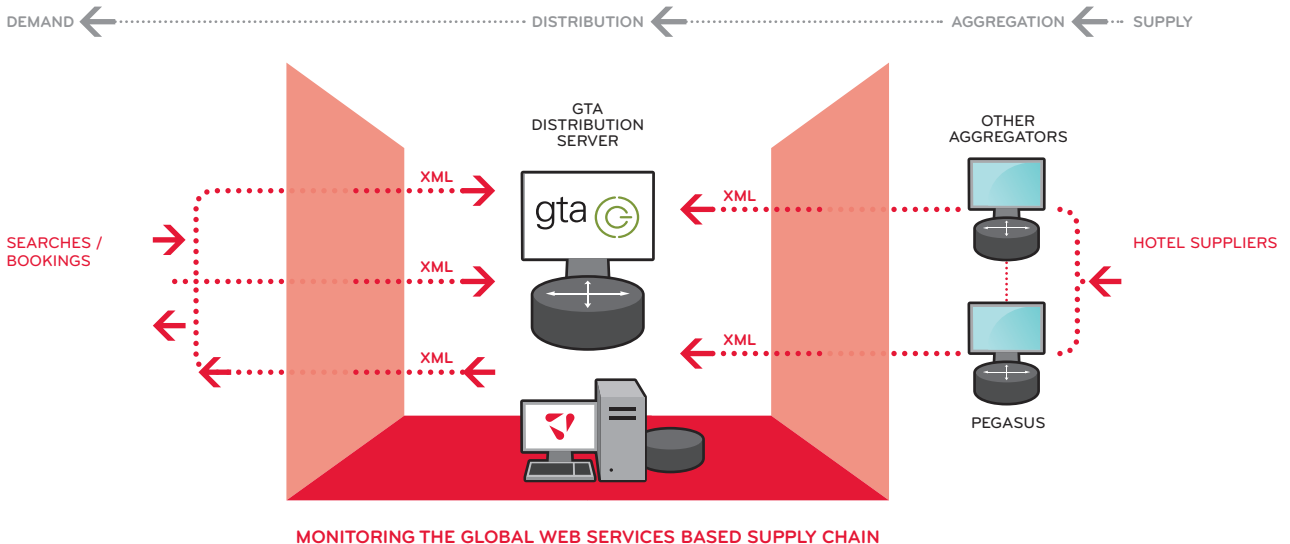 DEMAND
DISTRIBUTION
AGGREGATION
SUPPLY
GTA
DISTRIBUTION
SERVER
OTHER
AGGREGATORS
XML
XML
gta
SEARCHES /
BOOKINGS
HOTEL SUPPLIERS
XML
XML
XML
PEGASUS
MONITORING THE GLOBAL WEB SERVICES BASED SUPPLY CHAIN